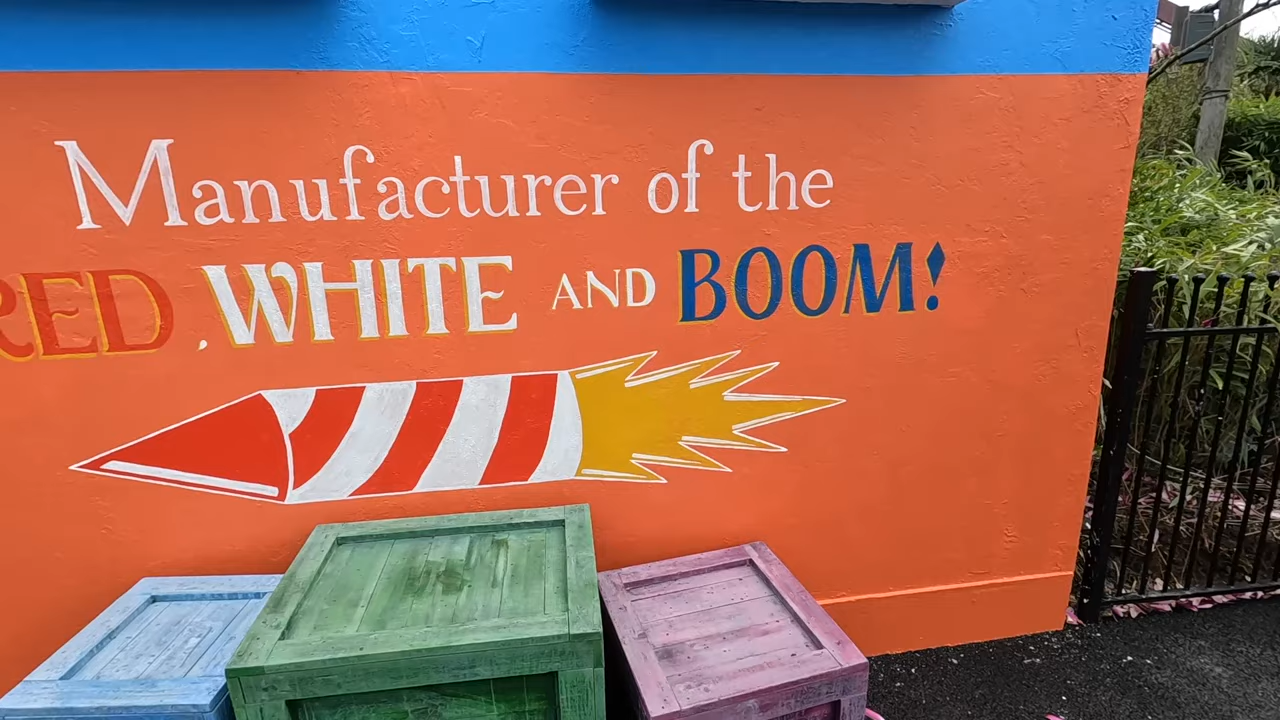 Manufacturer of the
RED, WHITE AND BOOM!